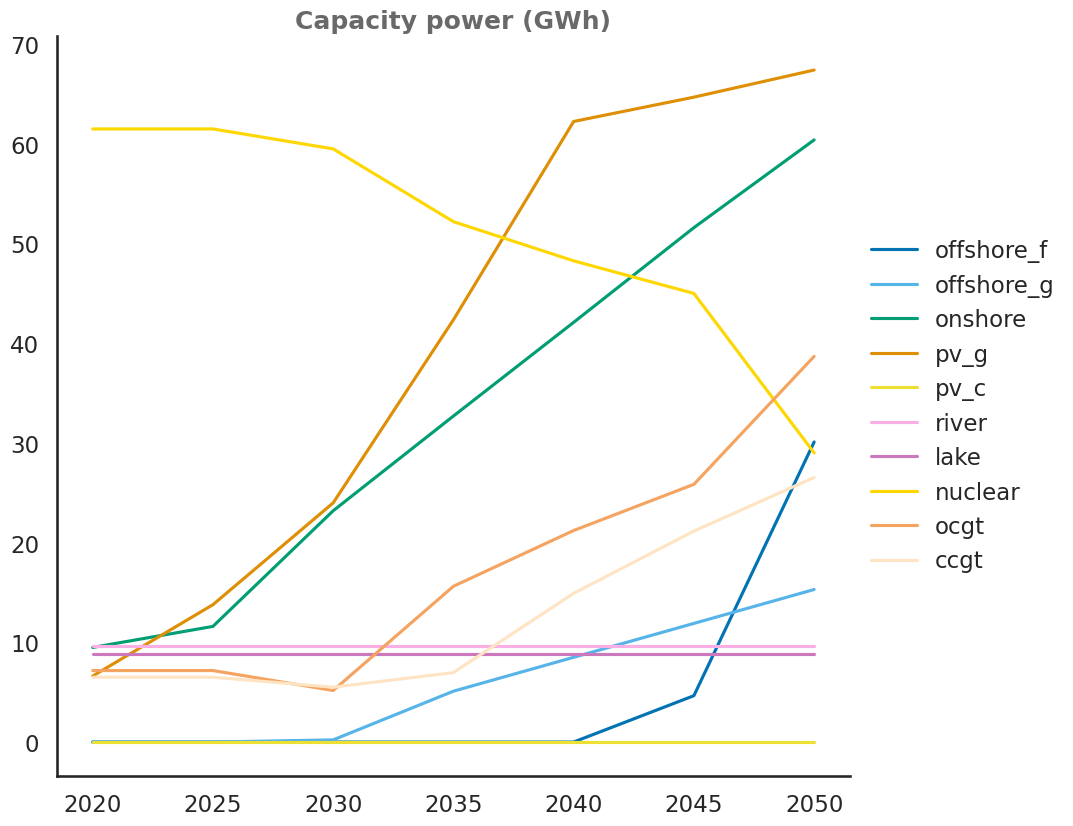 Capacity power (GWh)
70
60
50
40
30
20
10
0
2020 2025 2030 2035 2040 2045 2050
offshore_f
offshore_g
onshore
pv_g
pv_c
river
lake
nuclear
ocgt
ccgt